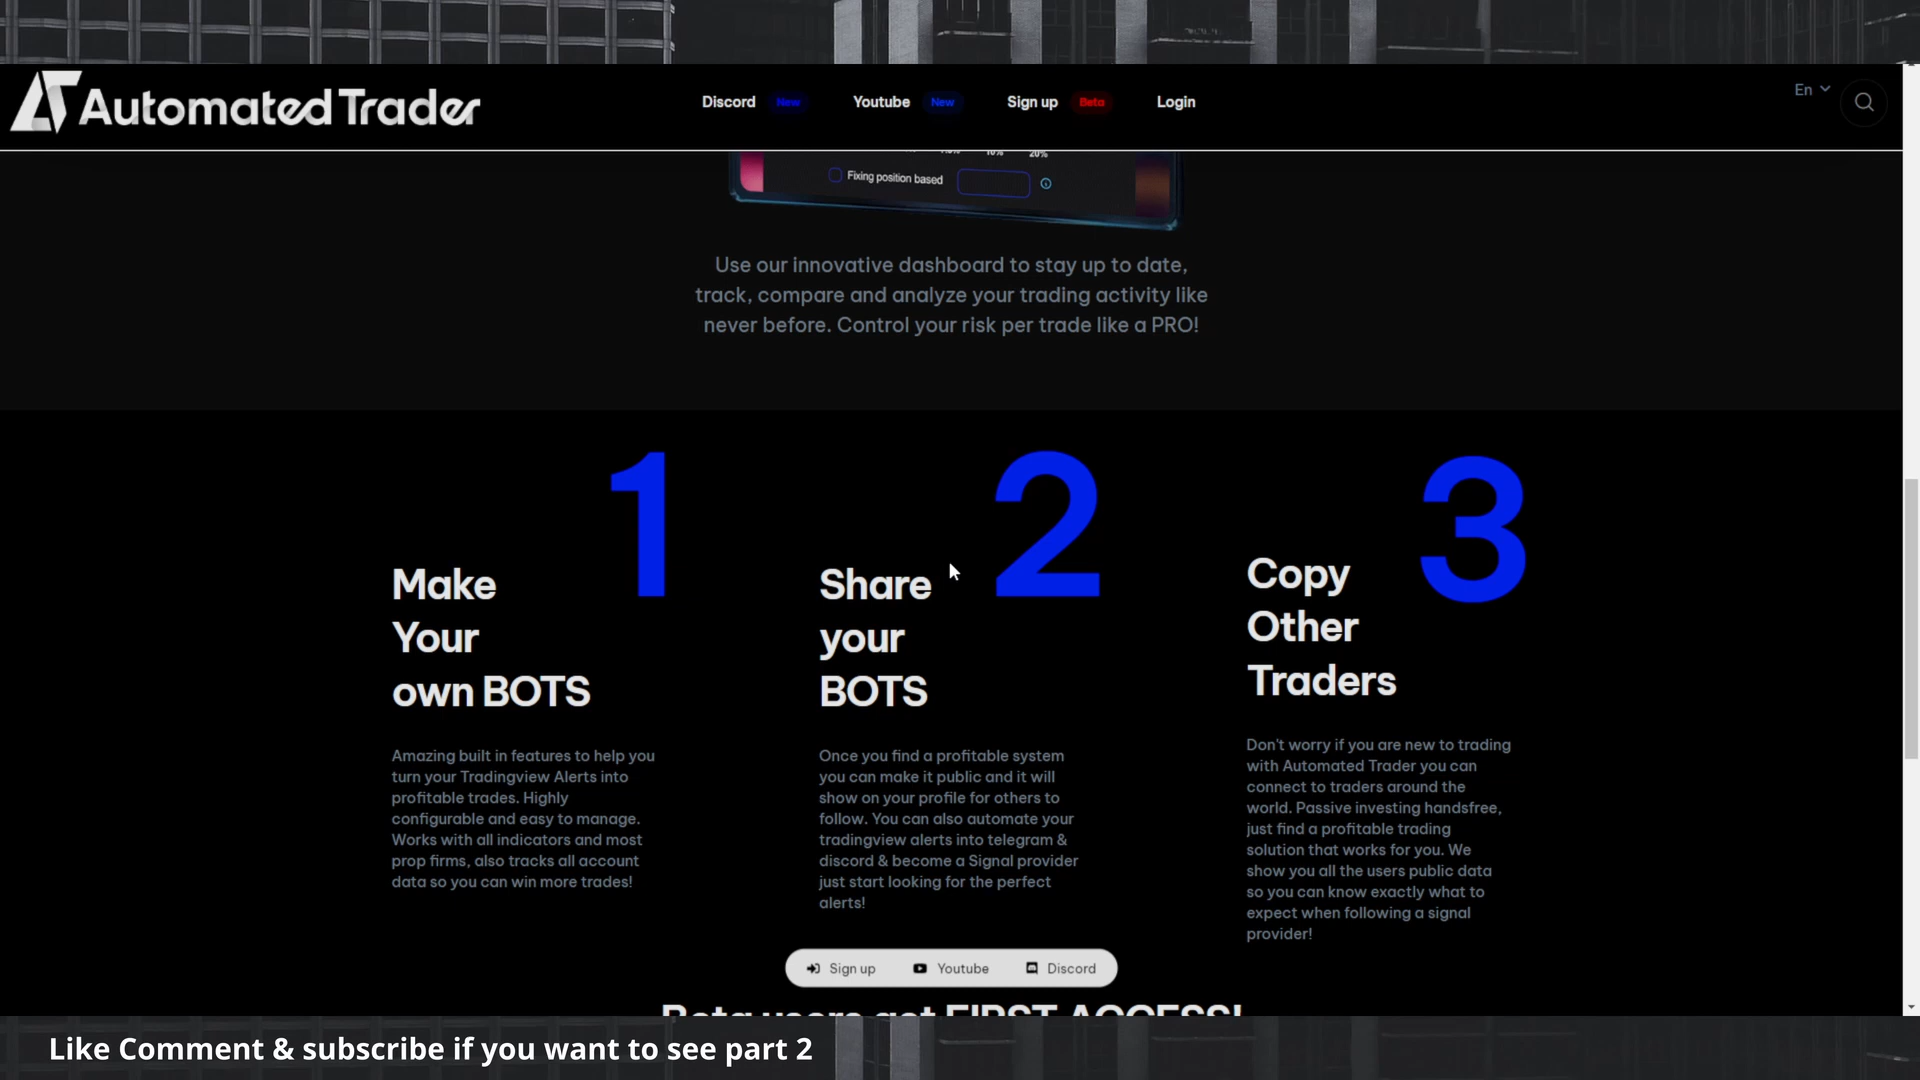 Automated Trader
Discord New Youtube New Sign up Beta Login
En
10% 20%
Fixing position based
Use our innovative dashboard to stay up to date,
track, compare and analyze your trading activity like
never before. Control your risk per trade like a PRO!
1
Make
Your
own BOTS
Amazing built in features to help you
turn your Tradingview Alerts into
profitable trades. Highly
configurable and easy to manage.
Works with all indicators and most
prop firms, also tracks all account
data so you can win more trades!
2
Share
your
BOTS
Once you find a profitable system
you can make it public and it will
show on your profile for others to
follow. You can also automate your
tradingview alerts into telegram &
discord & become a Signal provider
just start looking for the perfect
alerts!
3
Copy
Other
Traders
Don't worry if you are new to trading
with Automated Trader you can
connect to traders around the
world. Passive investing handsfree,
just find a profitable trading
solution that works for you. We
show you all the users public data
so you can know exactly what to
expect when following a signal
provider!
Sign up Youtube Discord
Beta users get FIRST ACCESS!
Like Comment & subscribe if you want to see part 2